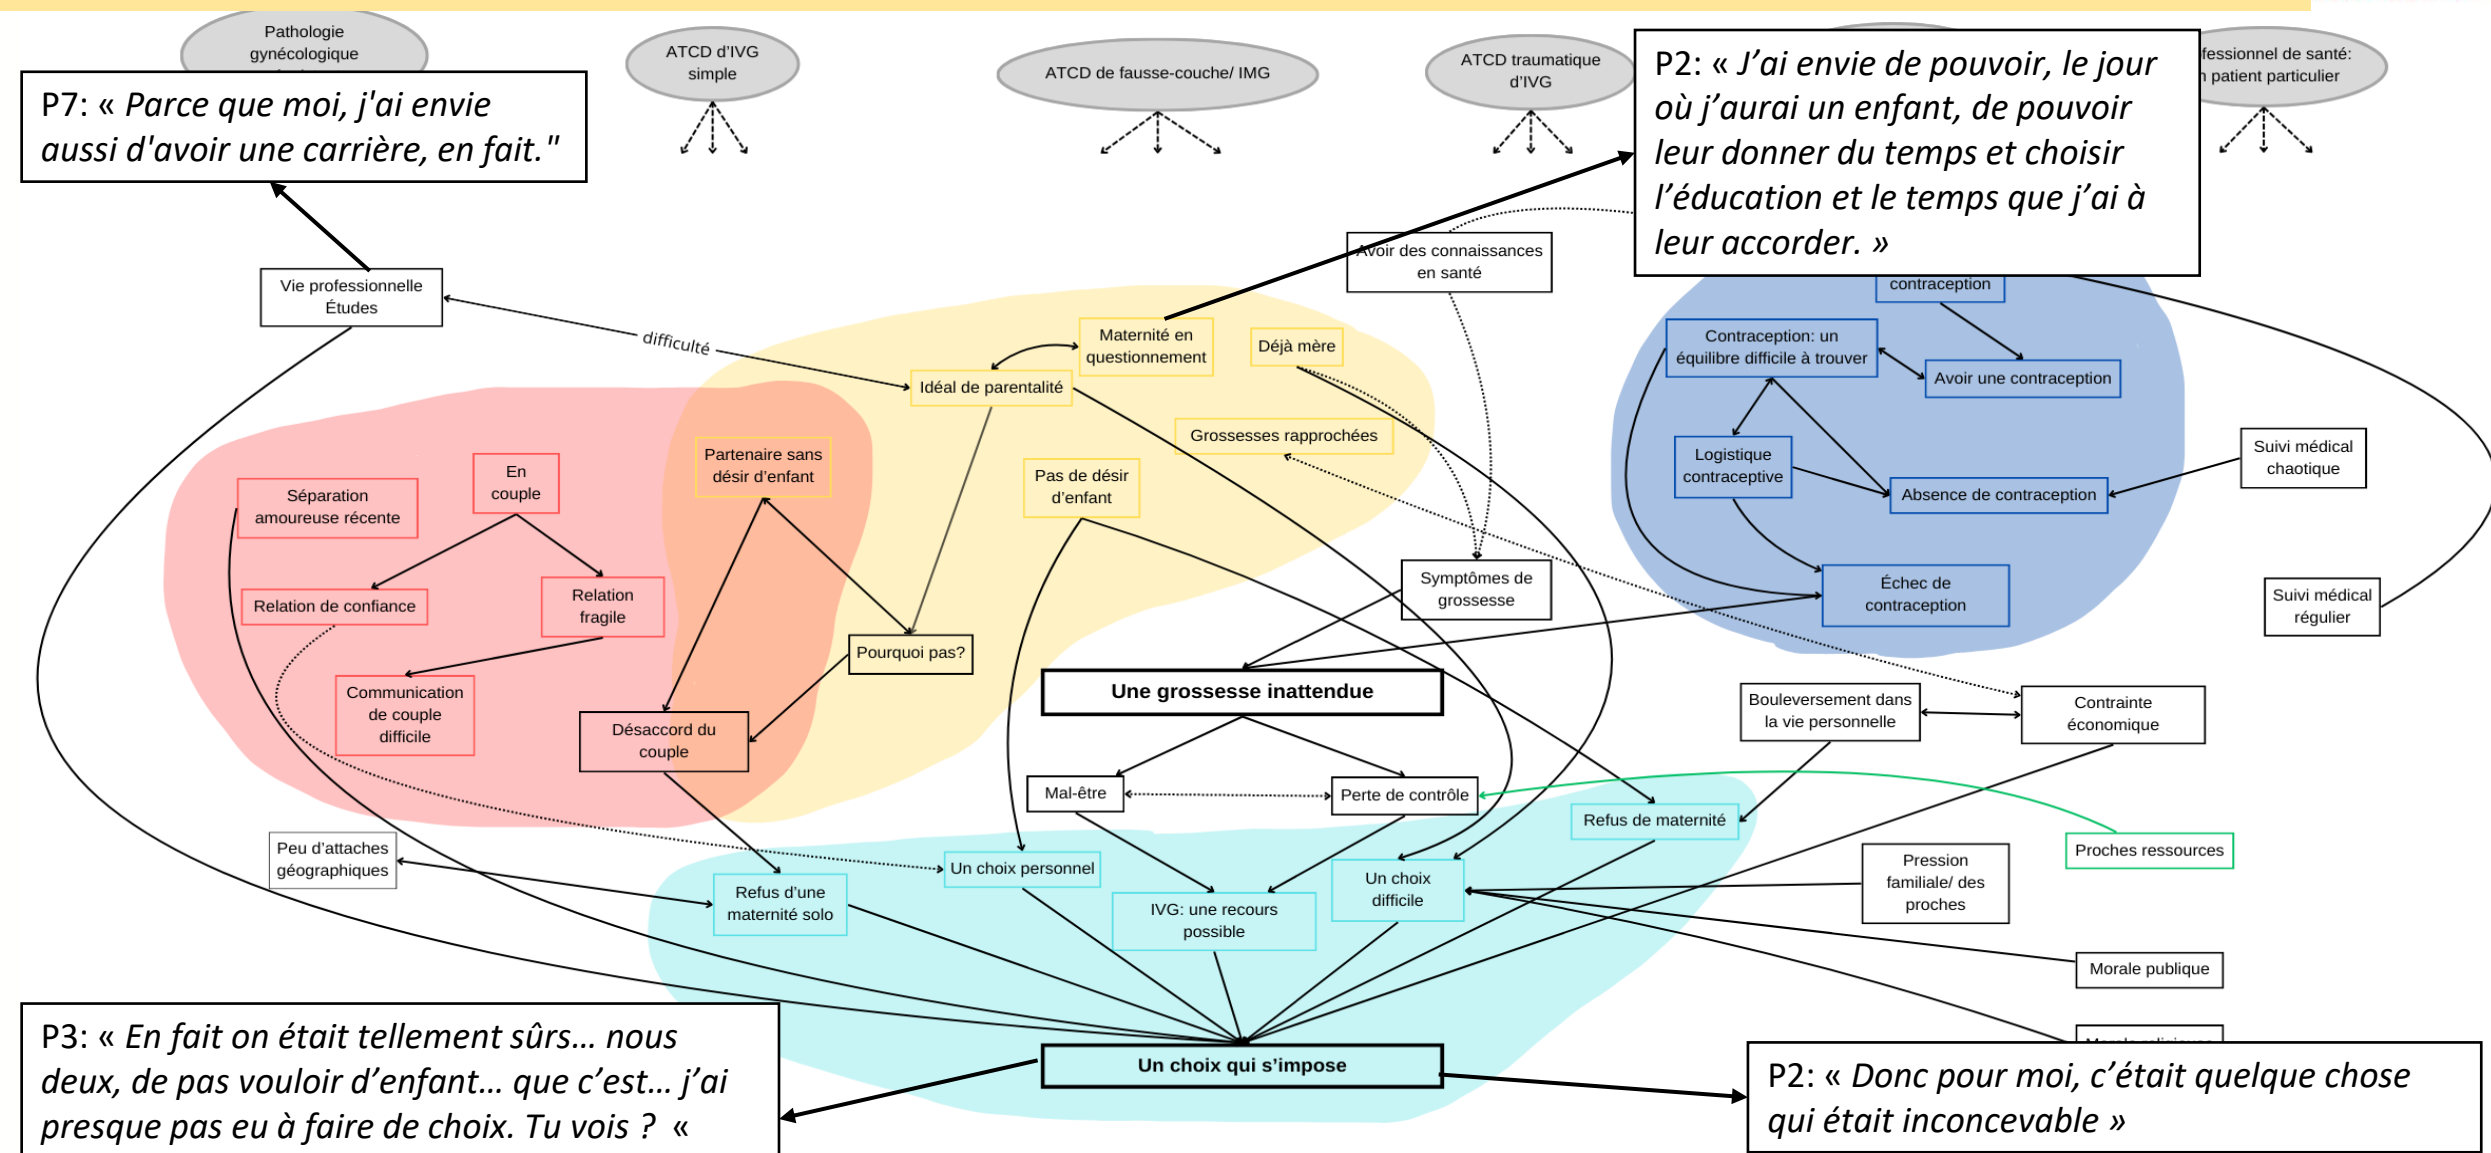 Pathologie
gynécologique
ATCD d'IVG
simple
ATCD de fausse-couche/ IMG
ATCD traumatique
d'IVG
fessionnel de santé:
patient particulier
P7: « Parce que moi, j'ai envie
aussi d'avoir une carrière, en fait."
P2: « J'ai envie de pouvoir, le jour
où j'aurai un enfant, de pouvoir
leur donner du temps et choisir
l'éducation et le temps que j'ai à
leur accorder. »
Avoir des connaissances
en santé
Vie professionnelle
Études
difficulté
contraception
Maternité en
questionnement
Déjà mère
Contraception: un
équilibre difficile à trouver
Idéal de parentalité
Avoir une contraception
Grossesses rapprochées
Partenaire sans
désir d'enfant
En
couple
Pas de désir
d'enfant
Logistique
contraceptive
Suivi médical
chaotique
Séparation
amoureuse récente
Absence de contraception
Relation de confiance
Relation
fragile
Symptômes de
grossesse
Échec de
contraception
Suivi médical
régulier
Pourquoi pas?
Communication
de couple
difficile
Une grossesse inattendue
Désaccord du
couple
Bouleversement dans
la vie personnelle
Contrainte
économique
Mal-être
Perte de contrôle
Refus de maternité
Peu d'attaches
géographiques
Un choix personnel
Proches ressources
Refus d'une
maternité solo
IVG: une recours
possible
Un choix
difficile
Pression
familiale/ des
proches
Morale publique
Un choix qui s'impose
P3: « En fait on était tellement sûrs… nous
deux, de pas vouloir d'enfant… que c'est… j'ai
presque pas eu à faire de choix. Tu vois ? «
P2: « Donc pour moi, c'était quelque chose
qui était inconcevable »